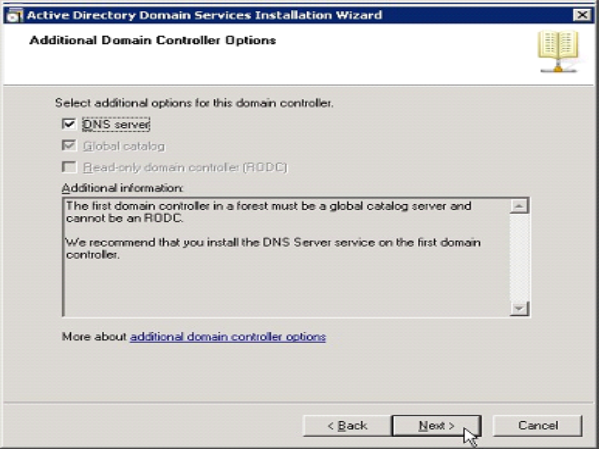 Active Directory Domain Services Installation Wizard
Additional Domain Controller Options
Select additional options for this domain controller.
DNS server
Global catalog
Read-only domain controller (RODC)
Additional information:
The first domain controller in a forest must be a global catalog server and
cannot be an RODC.
We recommend that you install the DNS Server service on the first domain
controller.
More about additional domain controller options
< Back
Next >
Cancel